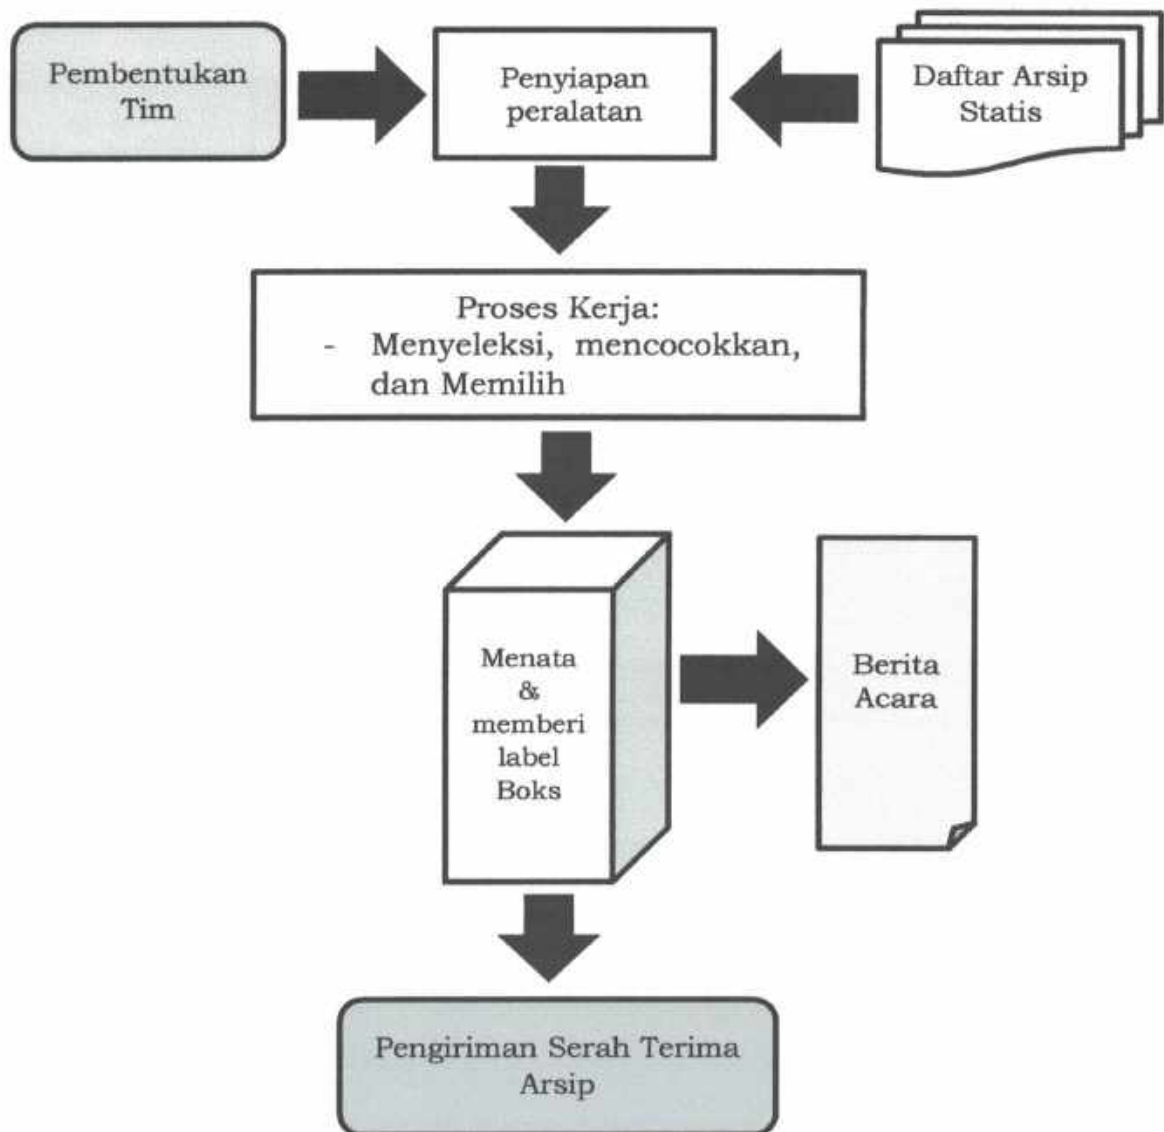 Pembentukan
Tim
Penyiapan
peralatan
Daftar Arsip
Statis
Proses Kerja:
- Menyeleksi, mencocokkan,
dan Memilih
Menata
&
memberi
label
Boks
Berita
Acara
Pengiriman Serah Terima
Arsip